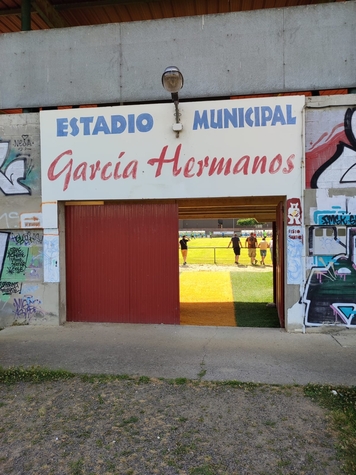 ESTADIO MUNICIPAL
García Hermanos